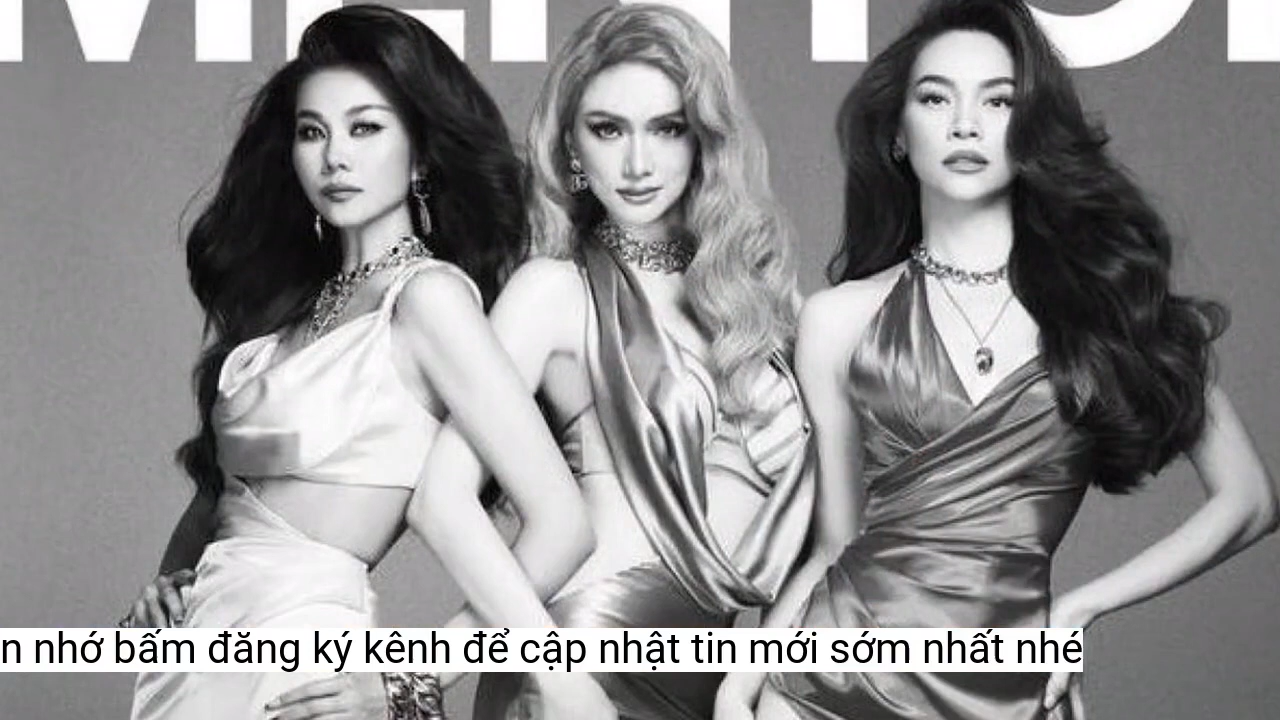 n nhớ bấm đăng ký kênh để cập nhật tin mới sớm nhất nhé